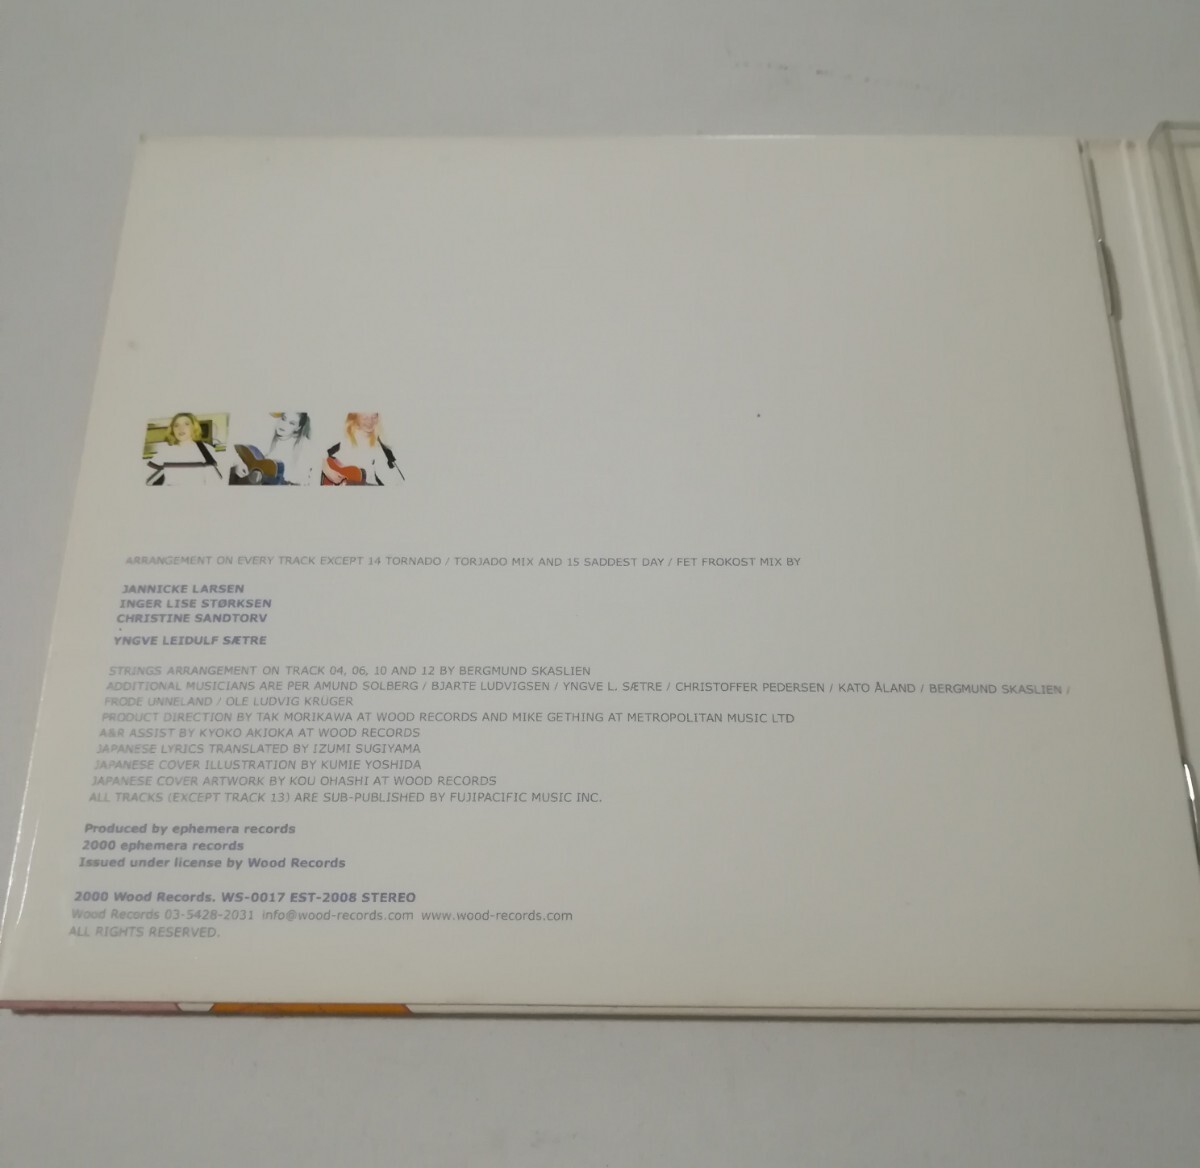 ARRANGEMENT ON EVERY TRACK EXCEPT 14 TORNADO / TORJADO MIX AND 15 SADDEST DAY / FET FROKOST MIX BY
JANNICKE LARSEN
INGER LISE STØRKSEN
CHRISTINE SANDTORV
YNGVE LEIDULF SÆTRE
STRINGS ARRANGEMENT ON TRACK 04, 06, 10 AND 12 BY BERGMUND SKASLIEN
ADDITIONAL MUSICIANS ARE PER AMUND SOLBERG / BJARTE LUDVIGSEN / YNGVE L. SÆTRE / CHRISTOFFER PEDERSEN / KATO ÅLAND / BERGMUND SKASLIEN /
FRODE UNNELAND / OLE LUDVIG KRÜGER
PRODUCT DIRECTION BY TAK MORIKAWA AT WOOD RECORDS AND MIKE GETHING AT METROPOLITAN MUSIC LTD
A&R ASSIST BY KYOKO AKIOKA AT WOOD RECORDS
JAPANESE LYRICS TRANSLATED BY IZUMI SUGIYAMA
JAPANESE COVER ILLUSTRATION BY KUMIE YOSHIDA
JAPANESE COVER ARTWORK BY KOU OHASHI AT WOOD RECORDS
ALL TRACKS (EXCEPT TRACK 13) ARE SUB-PUBLISHED BY FUJIPACIFIC MUSIC INC.
Produced by ephemera records
2000 ephemera records
Issued under license by Wood Records
2000 Wood Records. WS-0017 EST-2008 STEREO
Wood Records 03-5428-2031 info@wood-records.com www.wood-records.com
ALL RIGHTS RESERVED.